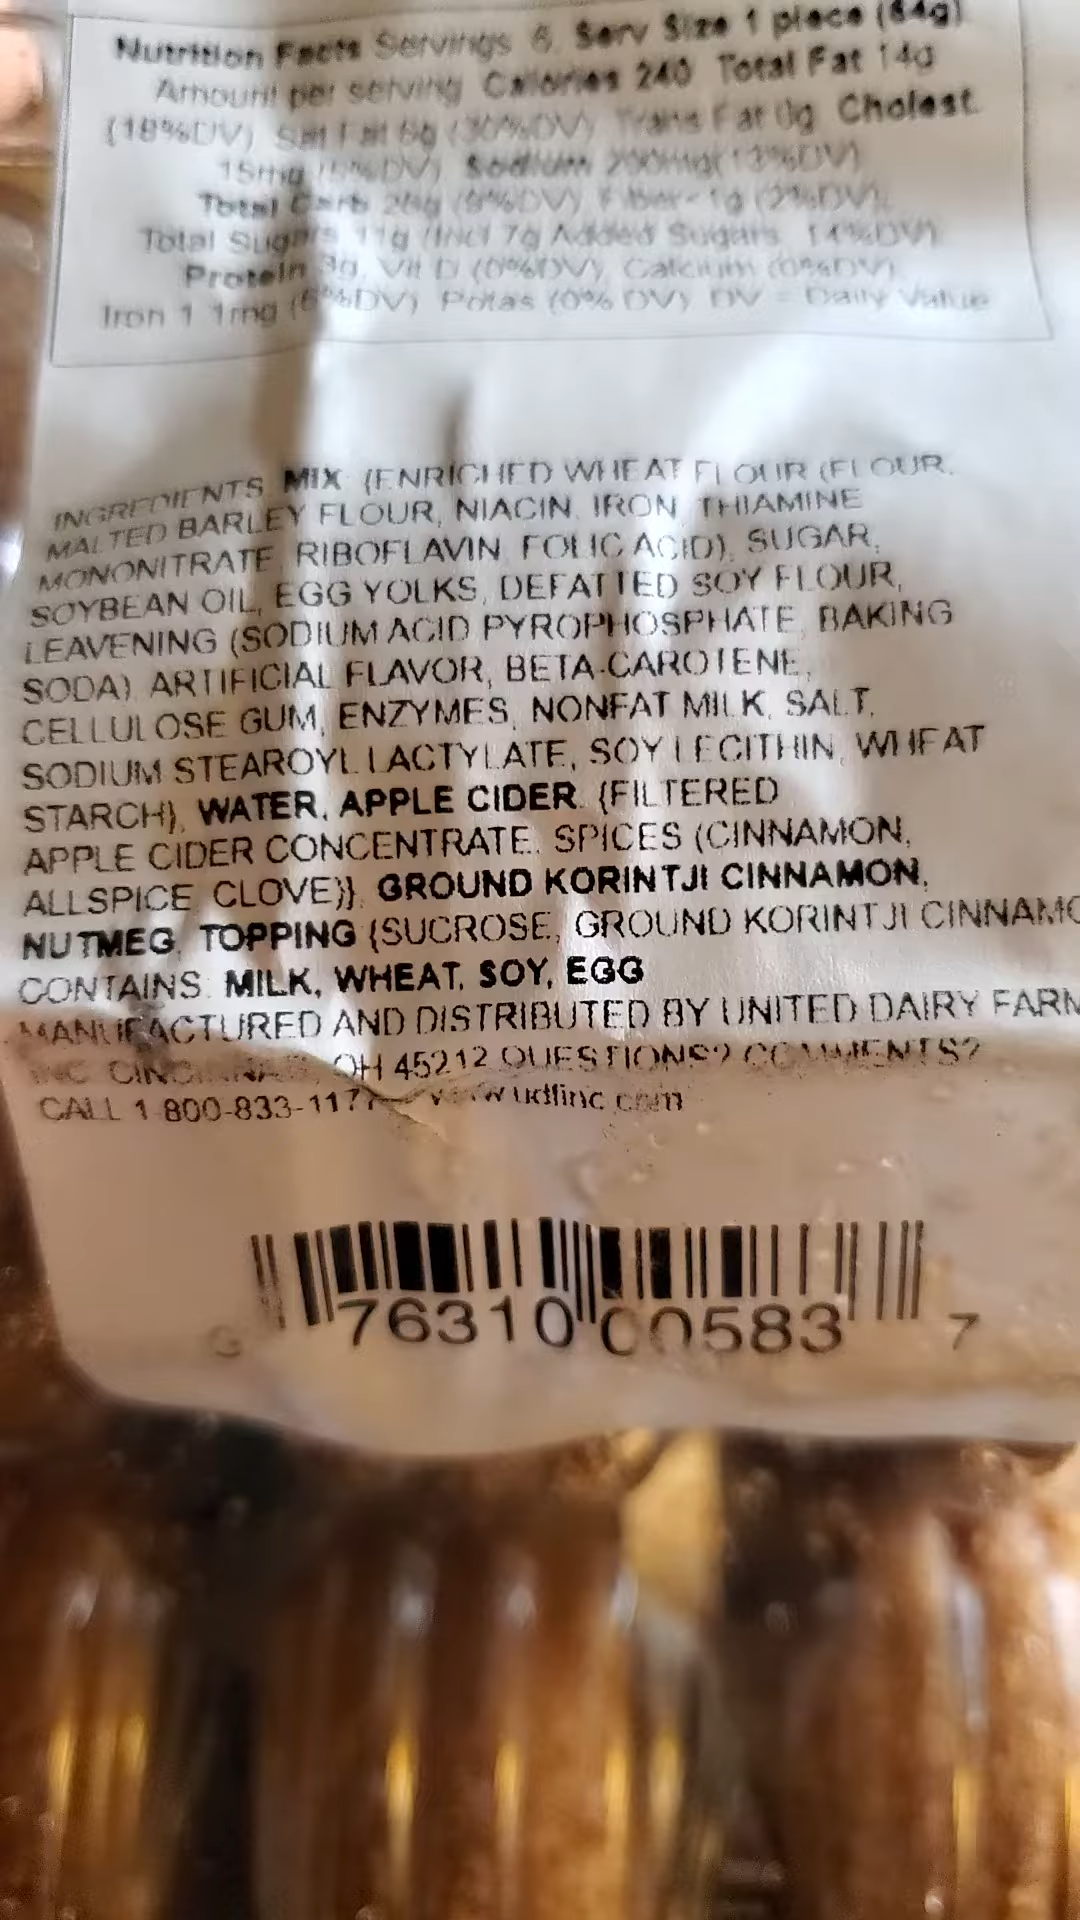 Nutrition Facts Servings 6, Serv Size 1 piece (64g)
Amount per serving Calories 240 Total Fat 14g
(18%DV) Sat Fat 6g (30%DV), Trans Fat 0g, Cholest.
15mg (5%DV) Sodium 290mg(13%DV)
Total Carb 26g (9%DV), Fiber <1g (2%DV),
Total Sugars 11g (Incl 7g Added Sugars, 14%DV)
Protein 3g, Vit D (0%DV), Calcium (0%DV)
Iron 1.1mg (6%DV) Potas (0% DV) DV = Daily Value
INGREDIENTS: MIX: {ENRICHED WHEAT FLOUR (FLOUR,
MALTED BARLEY FLOUR, NIACIN, IRON, THIAMINE
MONONITRATE, RIBOFLAVIN, FOLIC ACID), SUGAR,
SOYBEAN OIL, EGG YOLKS, DEFATTED SOY FLOUR,
LEAVENING (SODIUM ACID PYROPHOSPHATE, BAKING
SODA), ARTIFICIAL FLAVOR, BETA-CAROTENE,
CELLULOSE GUM, ENZYMES, NONFAT MILK, SALT,
SODIUM STEAROYL LACTYLATE, SOY LECITHIN, WHEAT
STARCH}, WATER, APPLE CIDER: {FILTERED
APPLE CIDER CONCENTRATE, SPICES (CINNAMON,
ALLSPICE, CLOVE)}, GROUND KORINTJI CINNAMON,
NUTMEG, TOPPING {SUCROSE, GROUND KORINTJI CINNAMO
CONTAINS: MILK, WHEAT, SOY, EGG
MANUFACTURED AND DISTRIBUTED BY UNITED DAIRY FARM
INC. CINCINNATI, OH 45212 QUESTIONS? COMMENTS?
CALL 1-800-833-1177 www.udfinc.com
76310 00583 7